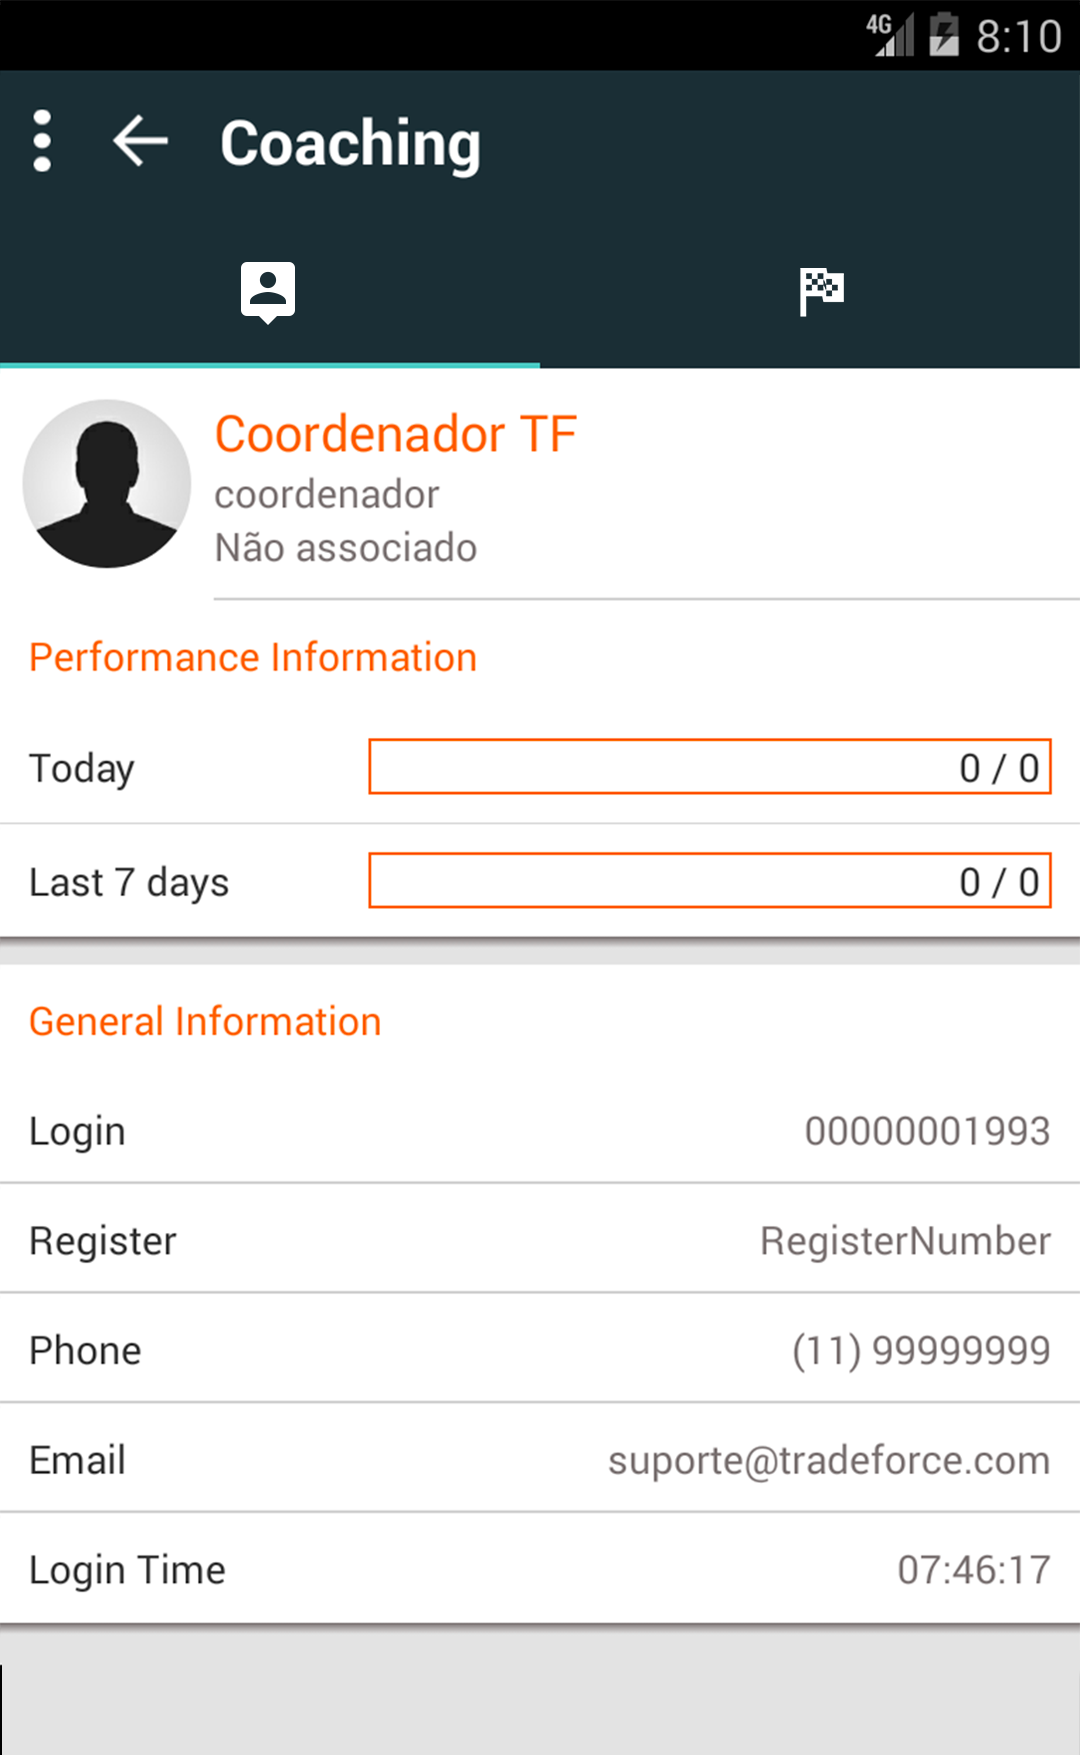 4G 8:10
Coaching
Coordenador TF
coordenador
Não associado
Performance Information
Today 0 / 0
Last 7 days 0 / 0
General Information
Login 00000001993
Register RegisterNumber
Phone (11) 99999999
Email suporte@tradeforce.com
Login Time 07:46:17